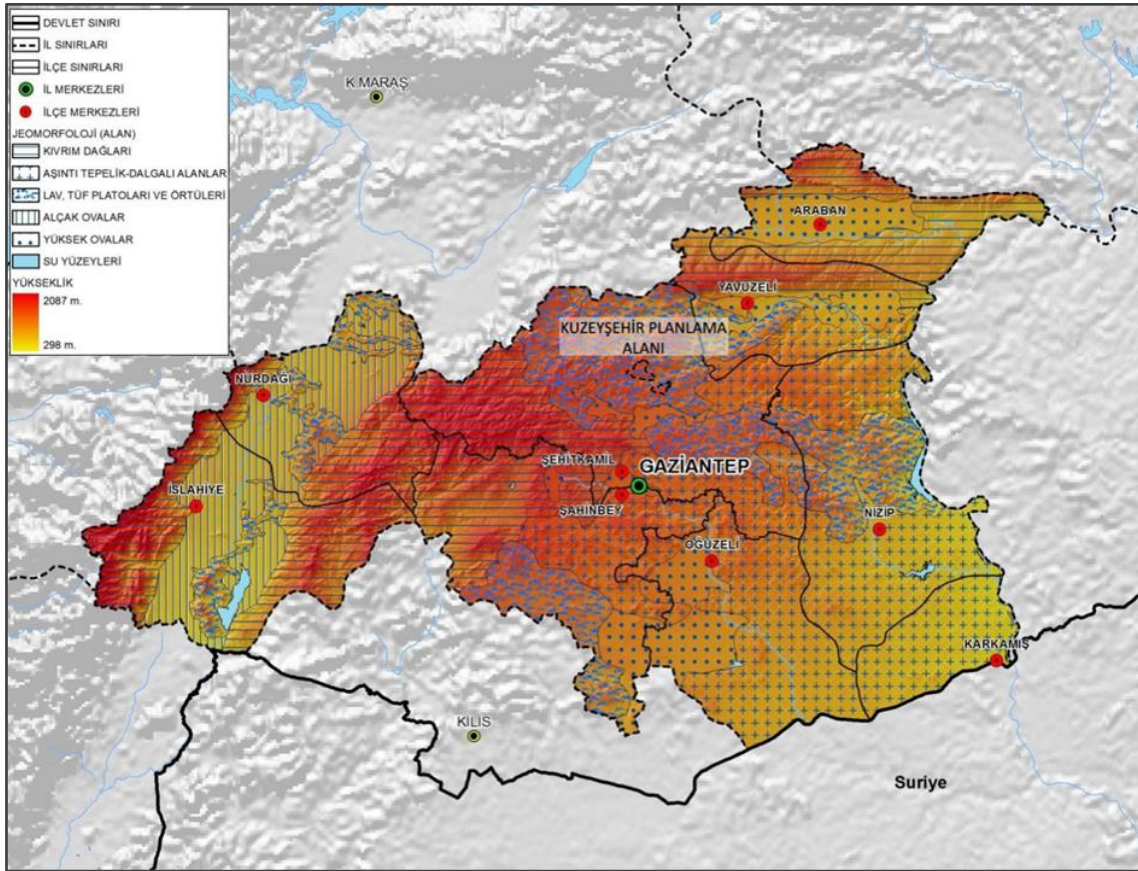 DEVLET SINIRI
İL SINIRLARI
İLÇE SINIRLARI
İL MERKEZLERİ
İLÇE MERKEZLERİ
JEOMORFOLOJİ (ALAN)
KIVRIM DAĞLARI
AŞINTI TEPELİK-DALGALI ALANLAR
LAV, TÜF PLATOLARI VE ÖRTÜLERİ
ALÇAK OVALAR
YÜKSEK OVALAR
SU YÜZEYLERİ
YÜKSEKLİK
2087 m.
298 m.
K.MARAŞ
ARABAN
YAVUZELİ
KUZEYŞEHİR PLANLAMA
ALANI
NURDAĞI
ŞEHİTKAMİL
GAZİANTEP
İSLAHİYE
ŞAHİNBEY
NİZİP
OĞUZELİ
KARKAMIŞ
KİLİS
Suriye